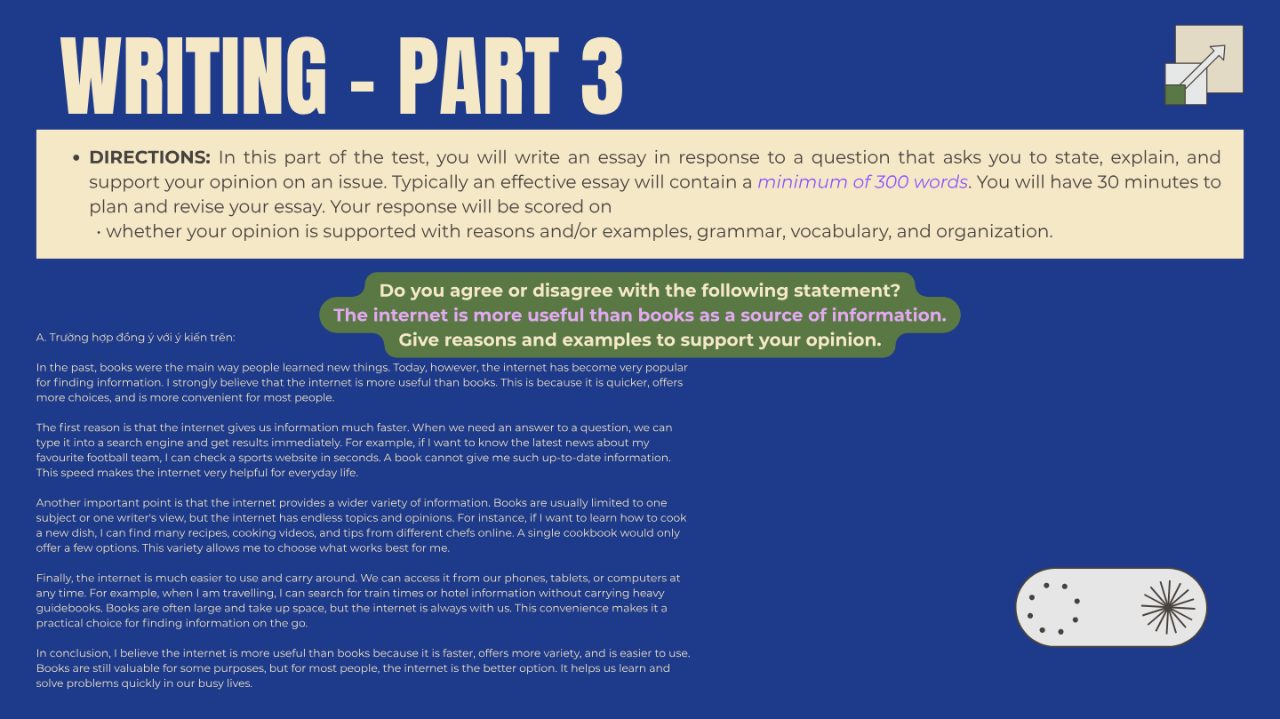 WRITING - PART 3
• DIRECTIONS: In this part of the test, you will write an essay in response to a question that asks you to state, explain, and
support your opinion on an issue. Typically an effective essay will contain a minimum of 300 words. You will have 30 minutes to
plan and revise your essay. Your response will be scored on
• whether your opinion is supported with reasons and/or examples, grammar, vocabulary, and organization.
Do you agree or disagree with the following statement?
The internet is more useful than books as a source of information.
Give reasons and examples to support your opinion.
A. Trường hợp đồng ý với ý kiến trên:
In the past, books were the main way people learned new things. Today, however, the internet has become very popular
for finding information. I strongly believe that the internet is more useful than books. This is because it is quicker, offers
more choices, and is more convenient for most people.
The first reason is that the internet gives us information much faster. When we need an answer to a question, we can
type it into a search engine and get results immediately. For example, if I want to know the latest news about my
favourite football team, I can check a sports website in seconds. A book cannot give me such up-to-date information.
This speed makes the internet very helpful for everyday life.
Another important point is that the internet provides a wider variety of information. Books are usually limited to one
subject or one writer's view, but the internet has endless topics and opinions. For instance, if I want to learn how to cook
a new dish, I can find many recipes, cooking videos, and tips from different chefs online. A single cookbook would only
offer a few options. This variety allows me to choose what works best for me.
Finally, the internet is much easier to use and carry around. We can access it from our phones, tablets, or computers at
any time. For example, when I am travelling, I can search for train times or hotel information without carrying heavy
guidebooks. Books are often large and take up space, but the internet is always with us. This convenience makes it a
practical choice for finding information on the go.
In conclusion, I believe the internet is more useful than books because it is faster, offers more variety, and is easier to use.
Books are still valuable for some purposes, but for most people, the internet is the better option. It helps us learn and
solve problems quickly in our busy lives.